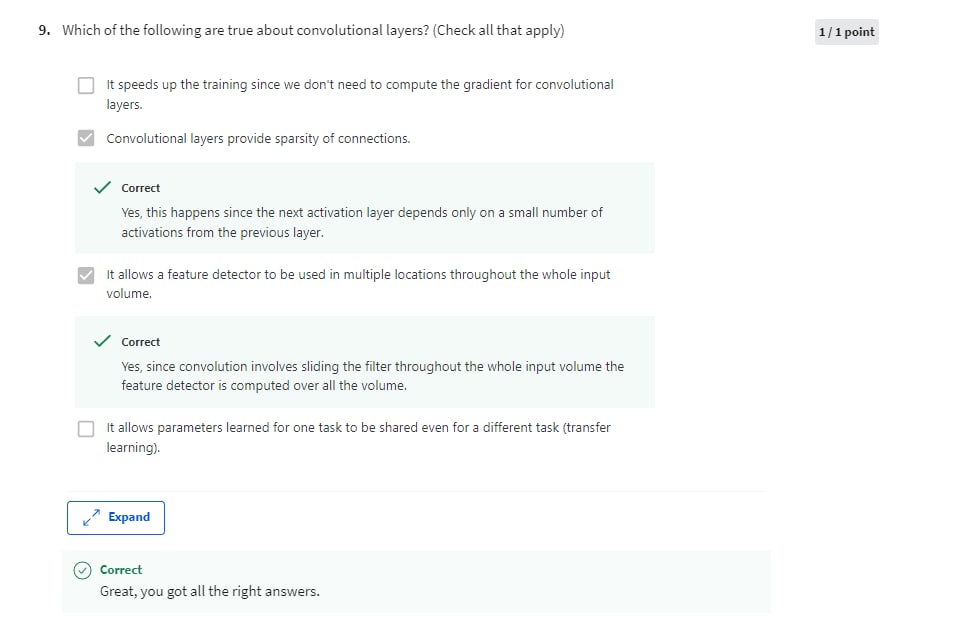 9. Which of the following are true about convolutional layers? (Check all that apply)
1 / 1 point
It speeds up the training since we don't need to compute the gradient for convolutional
layers.
Convolutional layers provide sparsity of connections.
Correct
Yes, this happens since the next activation layer depends only on a small number of
activations from the previous layer.
It allows a feature detector to be used in multiple locations throughout the whole input
volume.
Correct
Yes, since convolution involves sliding the filter throughout the whole input volume the
feature detector is computed over all the volume.
It allows parameters learned for one task to be shared even for a different task (transfer
learning).
Expand
Correct
Great, you got all the right answers.